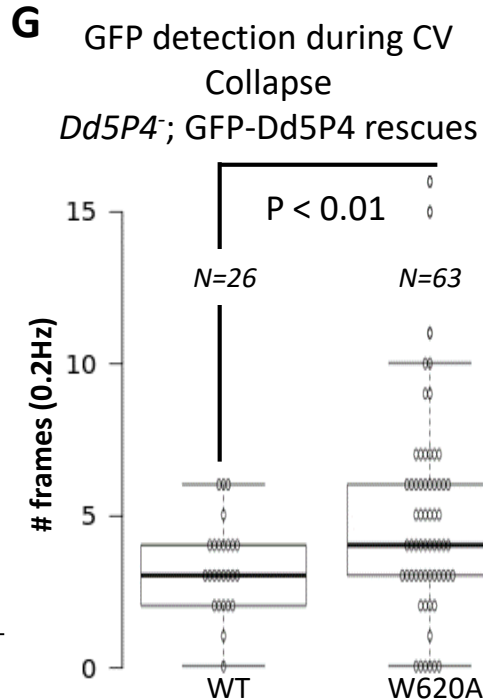 G
GFP detection during CV
Collapse
Dd5P4⁻; GFP-Dd5P4 rescues
P < 0.01
N=26
N=63
# frames (0.2Hz)
15
10
5
0
WT
W620A